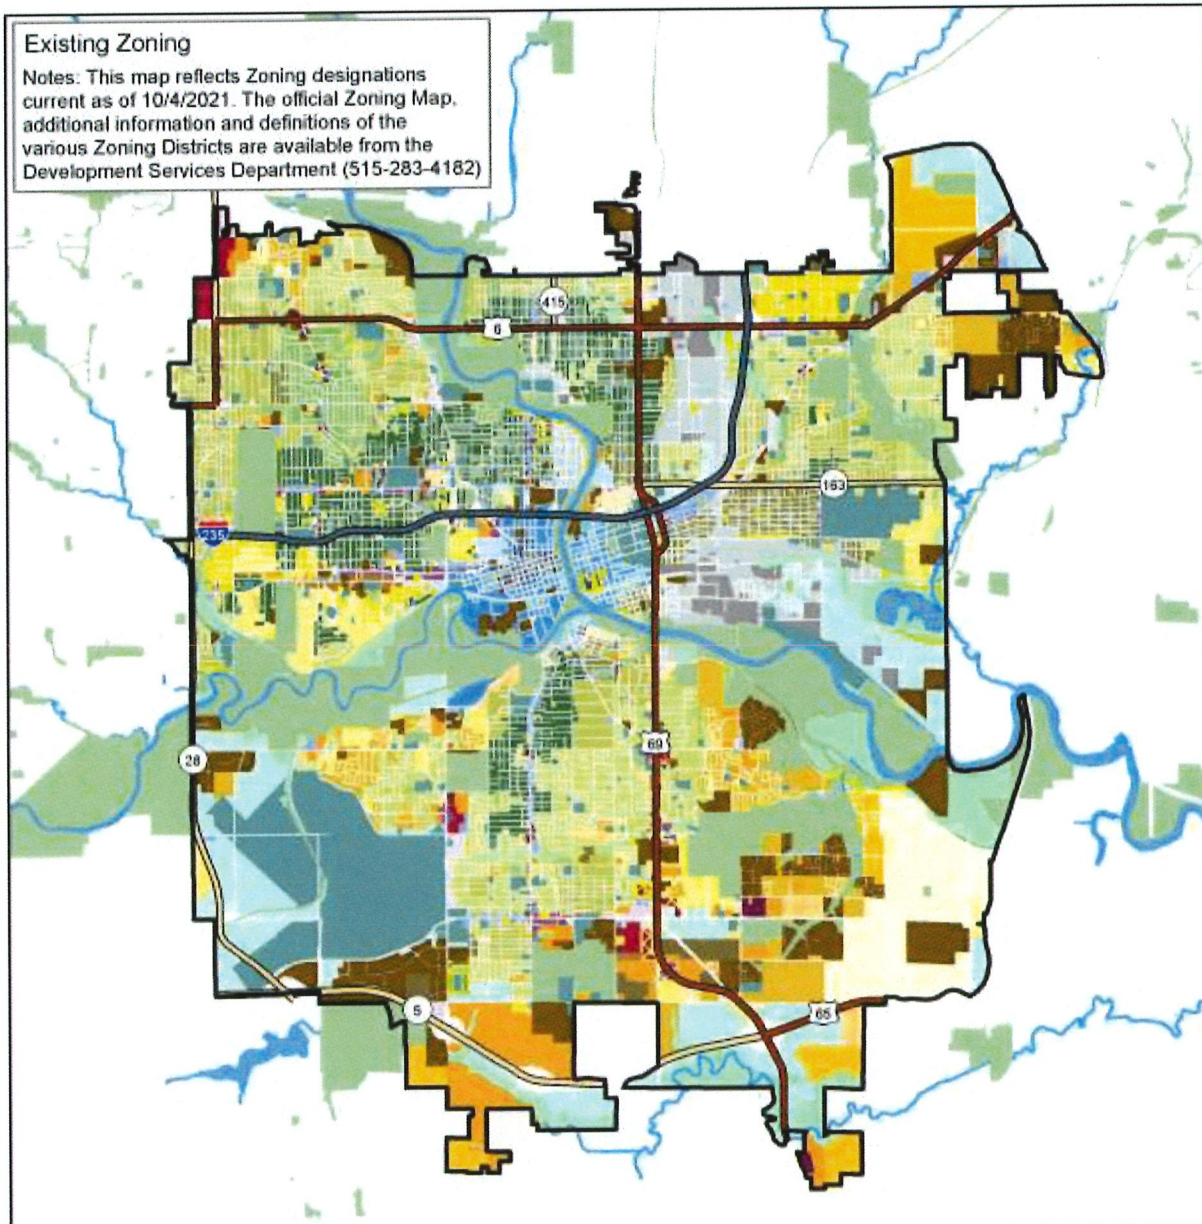 Existing Zoning
Notes: This map reflects Zoning designations
current as of 10/4/2021. The official Zoning Map,
additional information and definitions of the
various Zoning Districts are available from the
Development Services Department (515-283-4182)
415
6
163
235
28
69
5
65